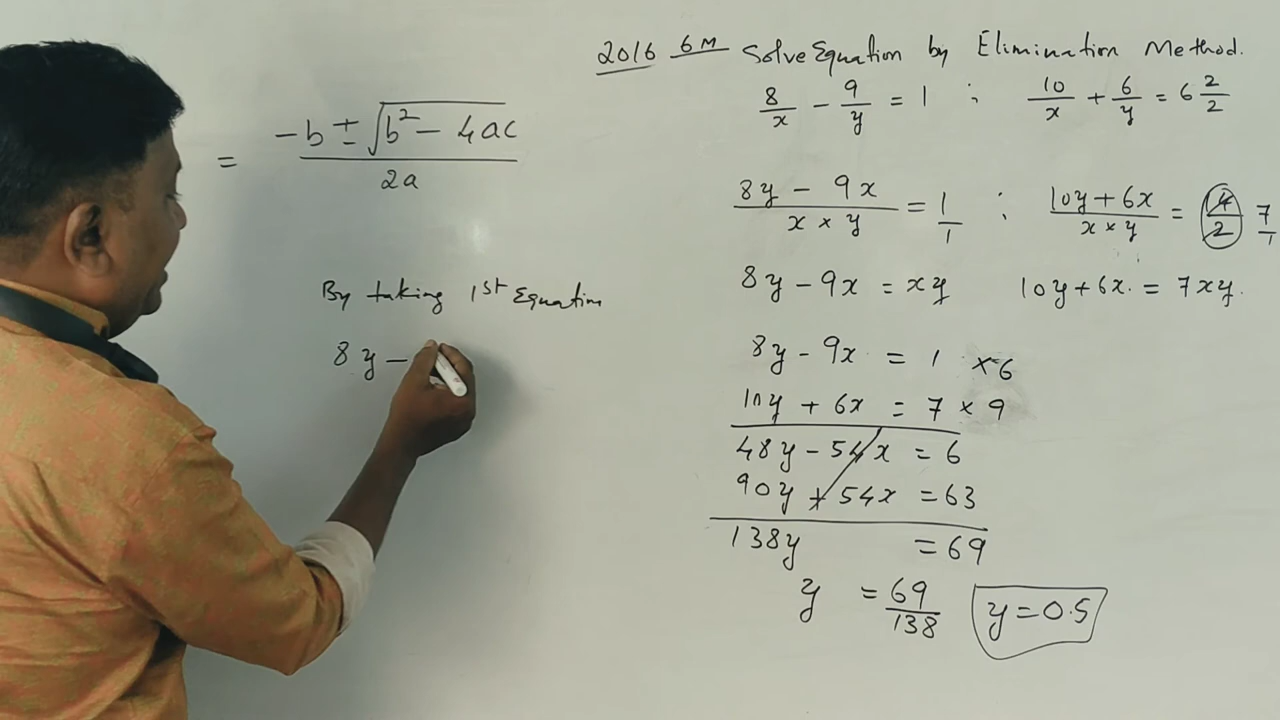 2016 6M Solve Equation by Elimination Method.
8/x - 9/y = 1 ; 10/x + 6/y = 6 2/2
= -b ± √b² - 4ac / 2a
8y - 9x / x × y = 1/1 ; 10y + 6x / x × y = 14/2 7/1
8y - 9x = xy 10y + 6x. = 7xy.
By taking 1st Equation
8y -
8y - 9x = 1 × 6
10y + 6x = 7 × 9
48y - 54x = 6
90y + 54x = 63
138y = 69
y = 69/138 y = 0.5